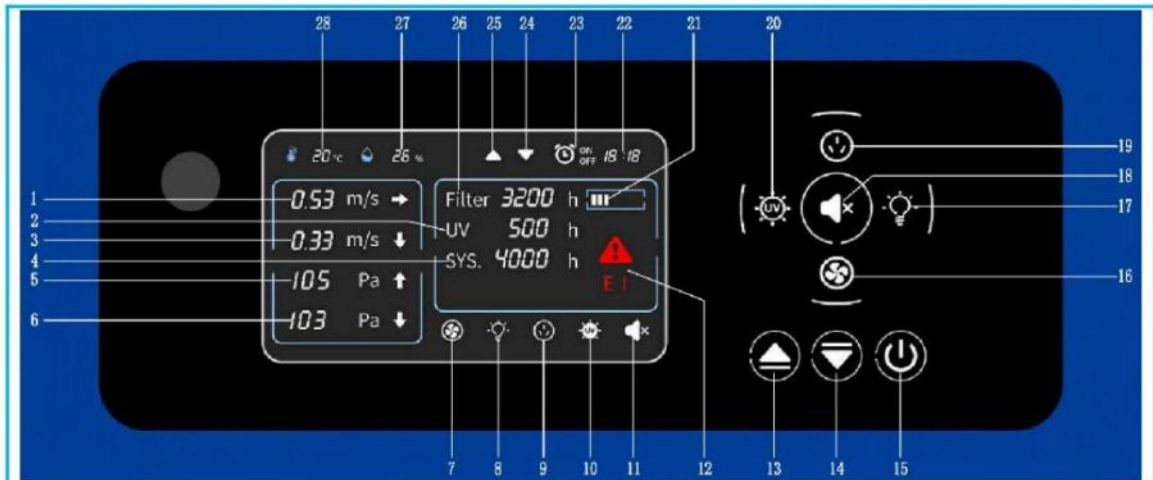 28 27 26 25 24 23 22 21 20
20 °C 26 % ON OFF 18:18
1 0.53 m/s
Filter 3200 h
2 UV 500 h
3 0.33 m/s
4 SYS. 4000 h
5 105 Pa
E1
6 103 Pa
19
18
UV
17
16
7 8 9 10 11 12 13 14 15